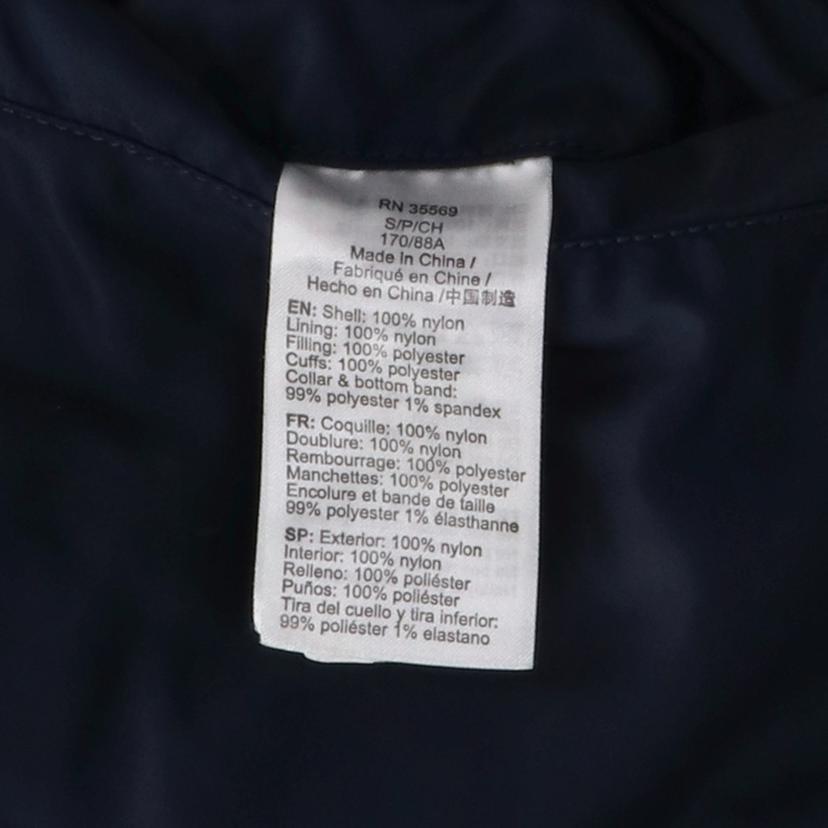 RN 35569
S/P/CH
170/88A
Made in China /
Fabriqué en Chine /
Hecho en China /中国制造
EN: Shell: 100% nylon
Lining: 100% nylon
Filling: 100% polyester
Cuffs: 100% polyester
Collar & bottom band:
99% polyester 1% spandex
FR: Coquille: 100% nylon
Doublure: 100% nylon
Rembourrage: 100% polyester
Manchettes: 100% polyester
Encolure et bande de taille
99% polyester 1% élasthanne
SP: Exterior: 100% nylon
Interior: 100% nylon
Relleno: 100% poliéster
Puños: 100% poliéster
Tira del cuello y tira inferior:
99% poliéster 1% elastano